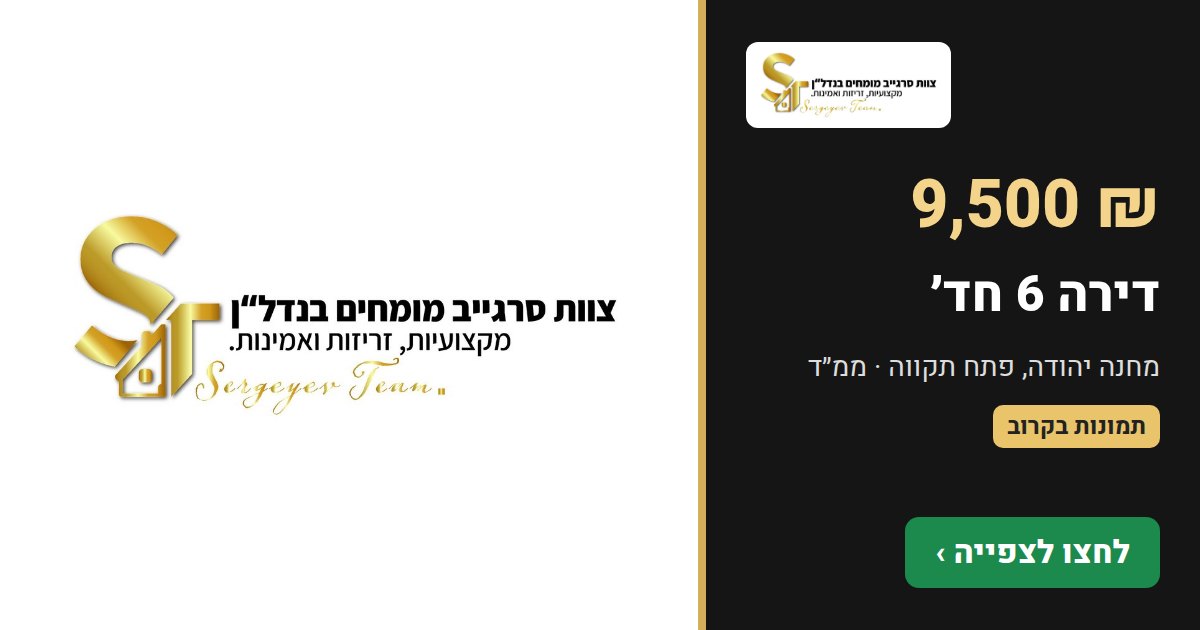 צוות סרגייב מומחים בנדל"ן
מקצועיות, זריזות ואמינות.
Sergeyev Team
צוות סרגייב מומחים בנדל"ן
מקצועיות, זריזות ואמינות.
Sergeyev Team
9,500 ₪
דירה 6 חד׳
מחנה יהודה, פתח תקווה · ממ״ד
תמונות בקרוב
לחצו לצפייה ›